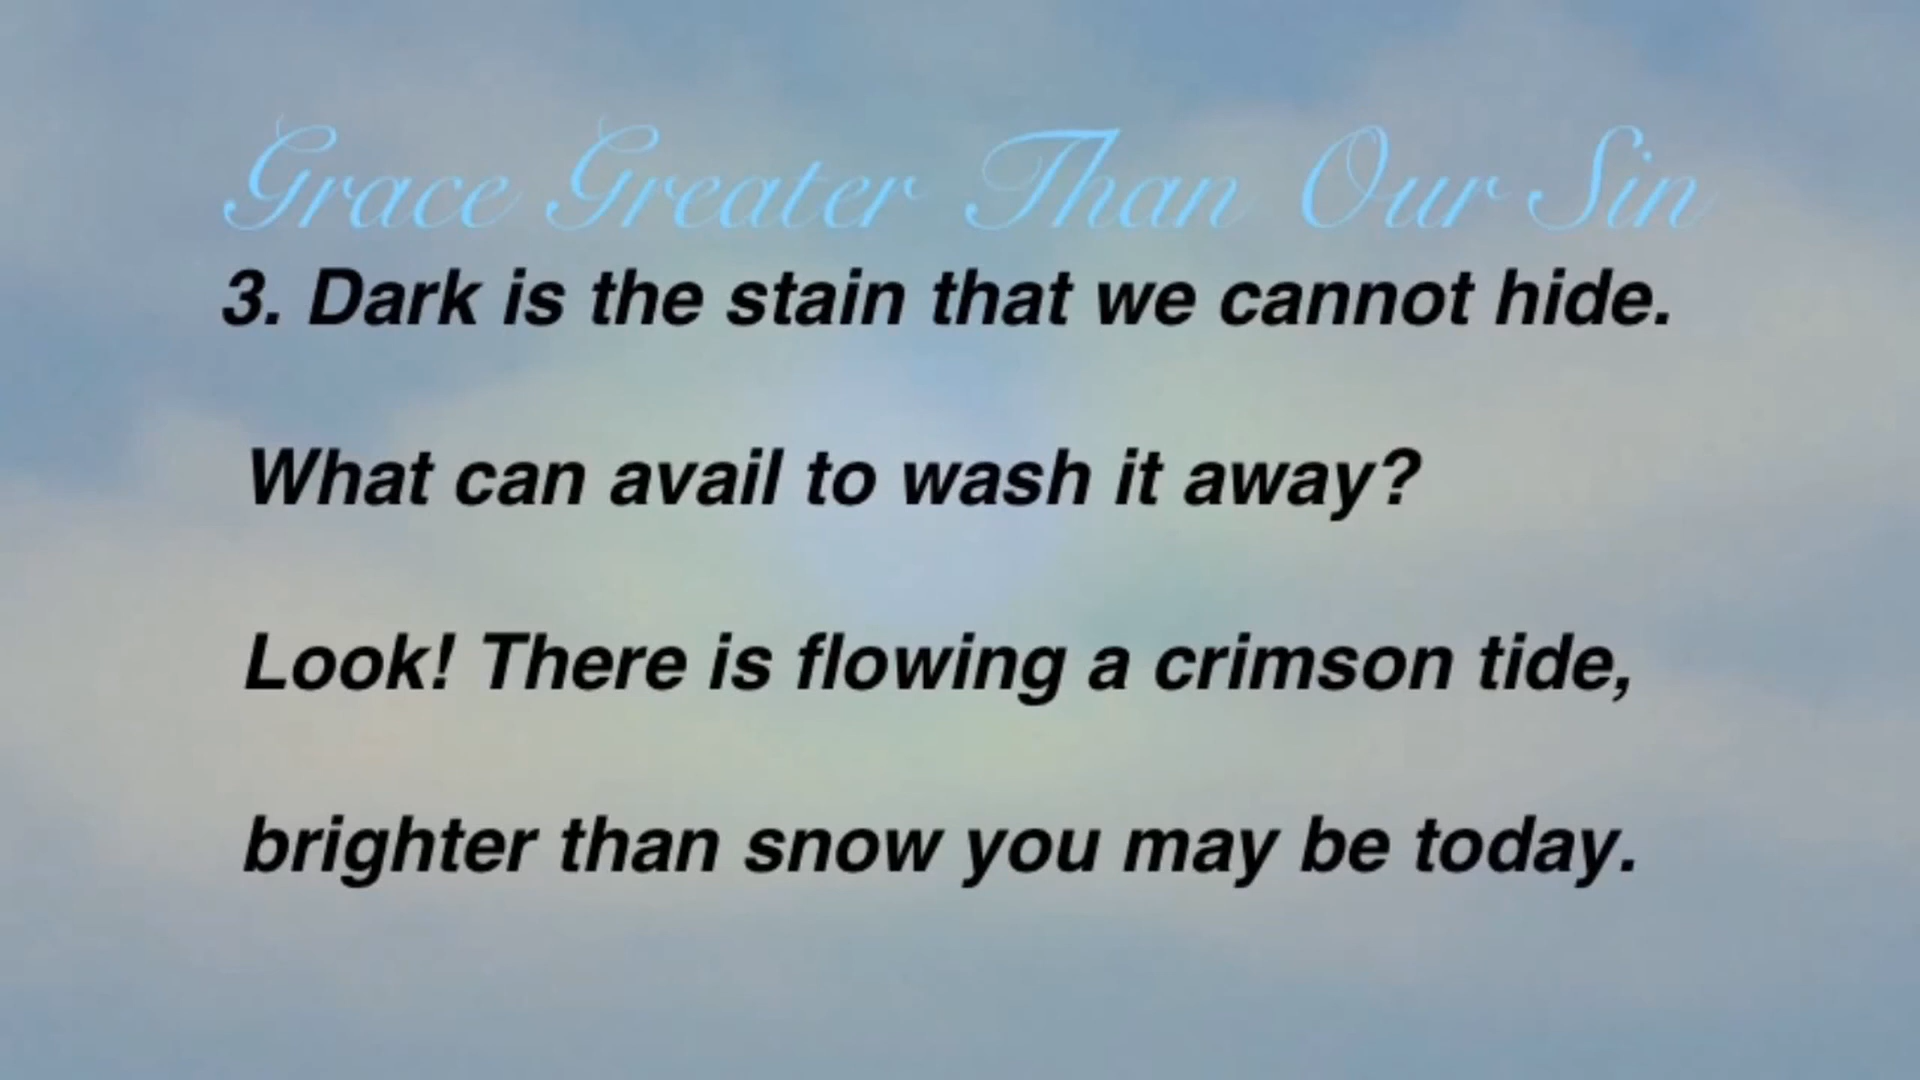 Grace Greater Than Our Sin
3. Dark is the stain that we cannot hide.
What can avail to wash it away?
Look! There is flowing a crimson tide,
brighter than snow you may be today.